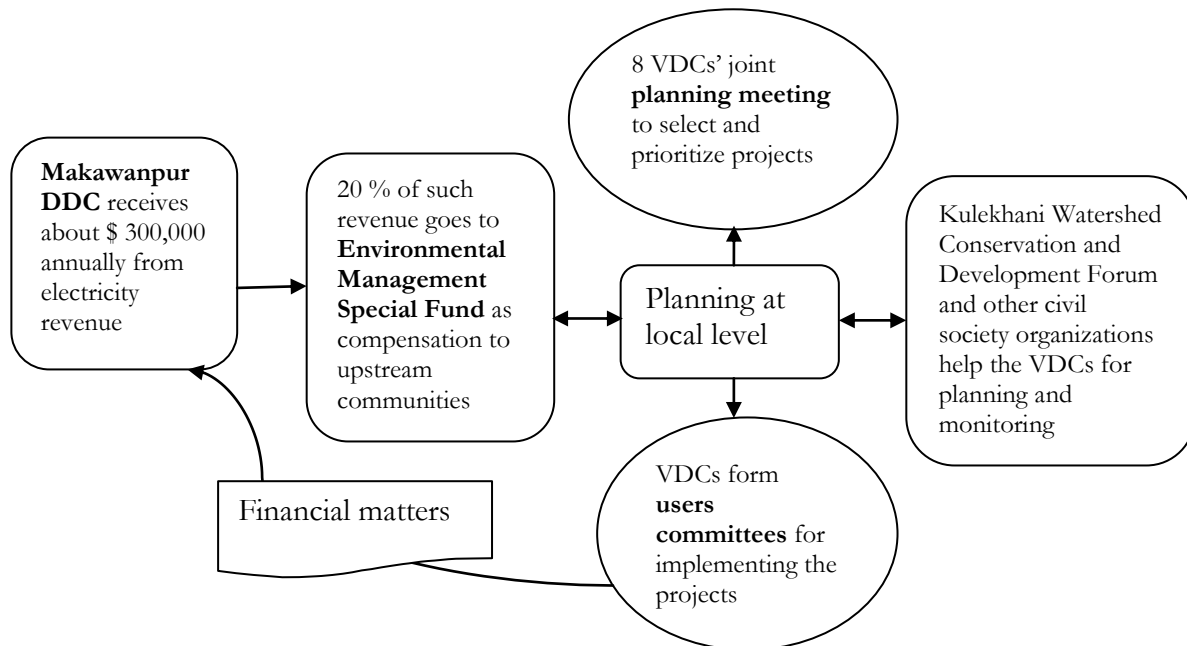 8 VDCs’ joint
planning meeting
to select and
prioritize projects
Makawanpur
DDC receives
about $ 300,000
annually from
electricity
revenue
20 % of such
revenue goes to
Environmental
Management
Special Fund as
compensation to
upstream
communities
Planning at
local level
Kulekhani Watershed
Conservation and
Development Forum
and other civil
society organizations
help the VDCs for
planning and
monitoring
Financial matters
VDCs form
users
committees for
implementing the
projects